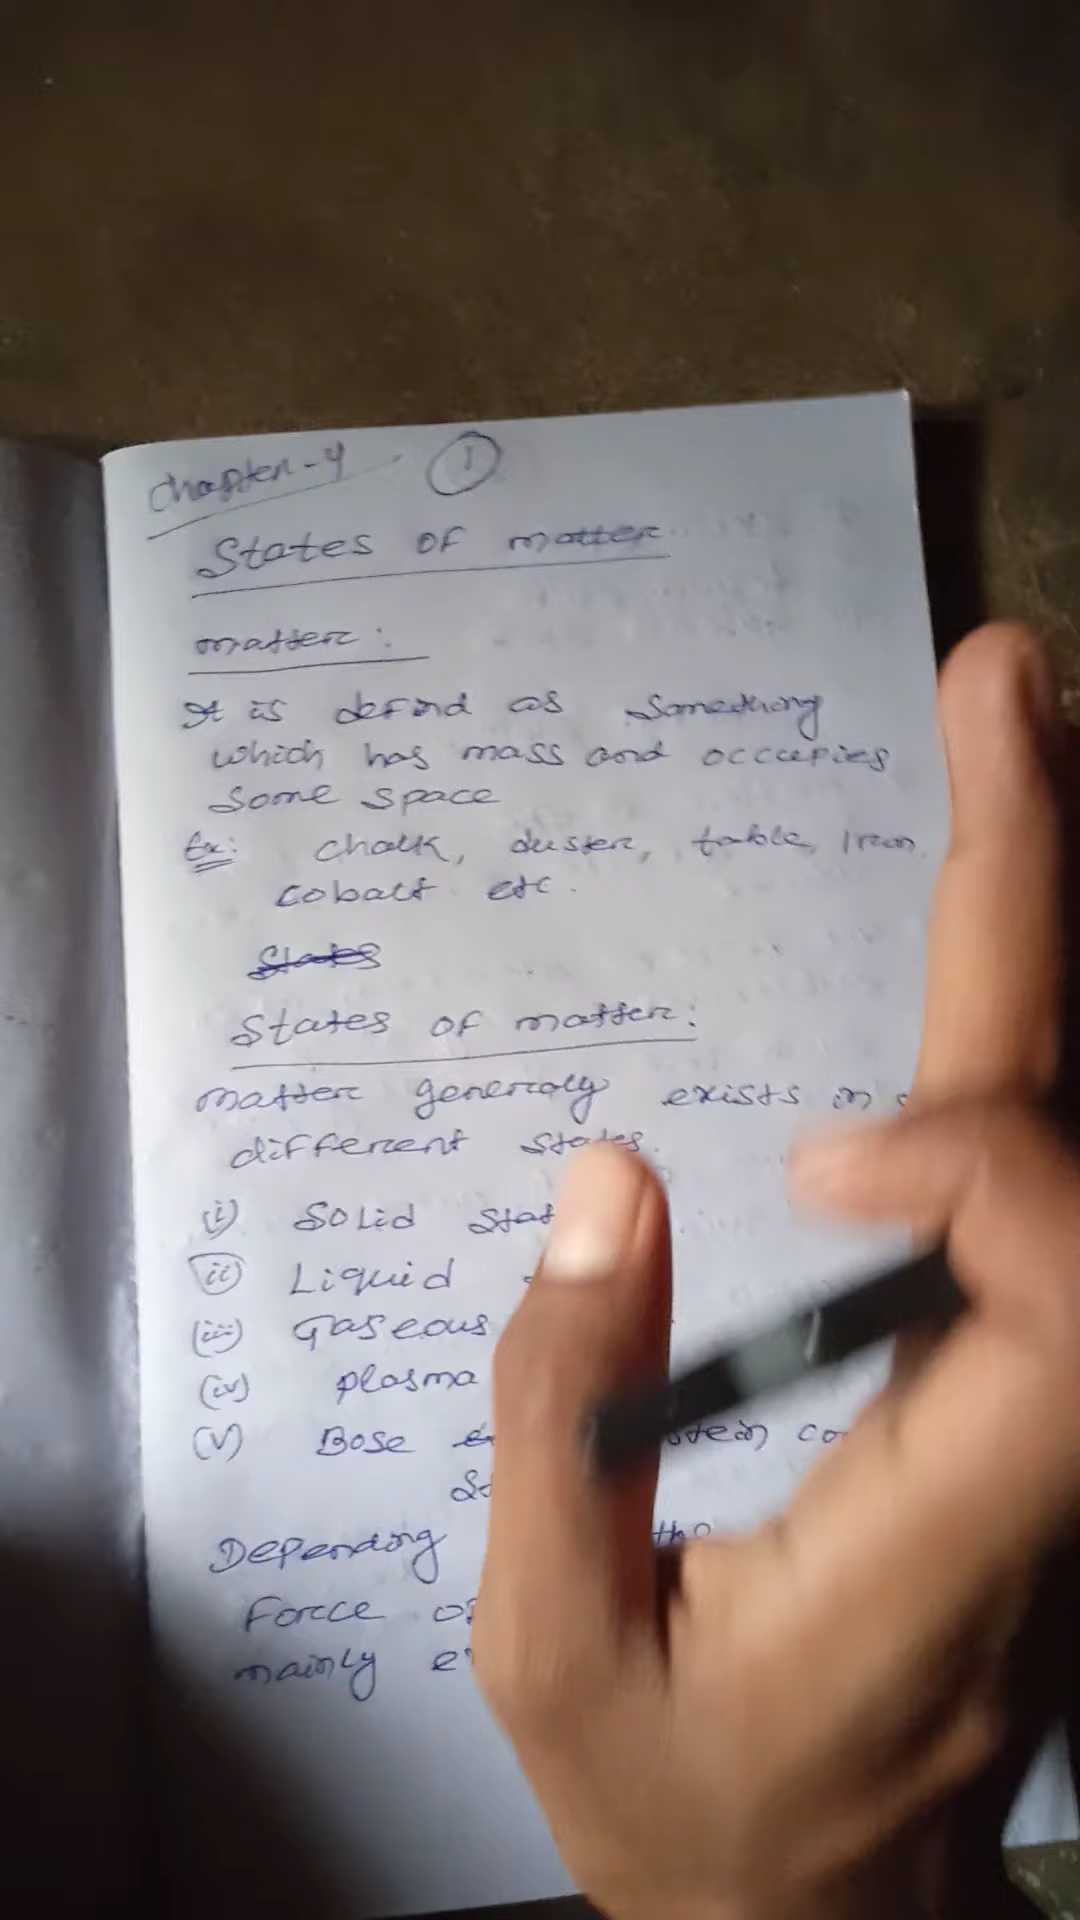 Chapter-4 1
States of matter
matter:
It is defind as Something
which has mass and occupies
some space
Ex: chalk, duster, table, Iron
cobalt etc.
States
States of matter:
matter generaly exists in
different states.
(i) Solid
(ii) Liquid
(iii) Gaseous
(iv) plasma
(v) Bose
Depending the
Force
mainly